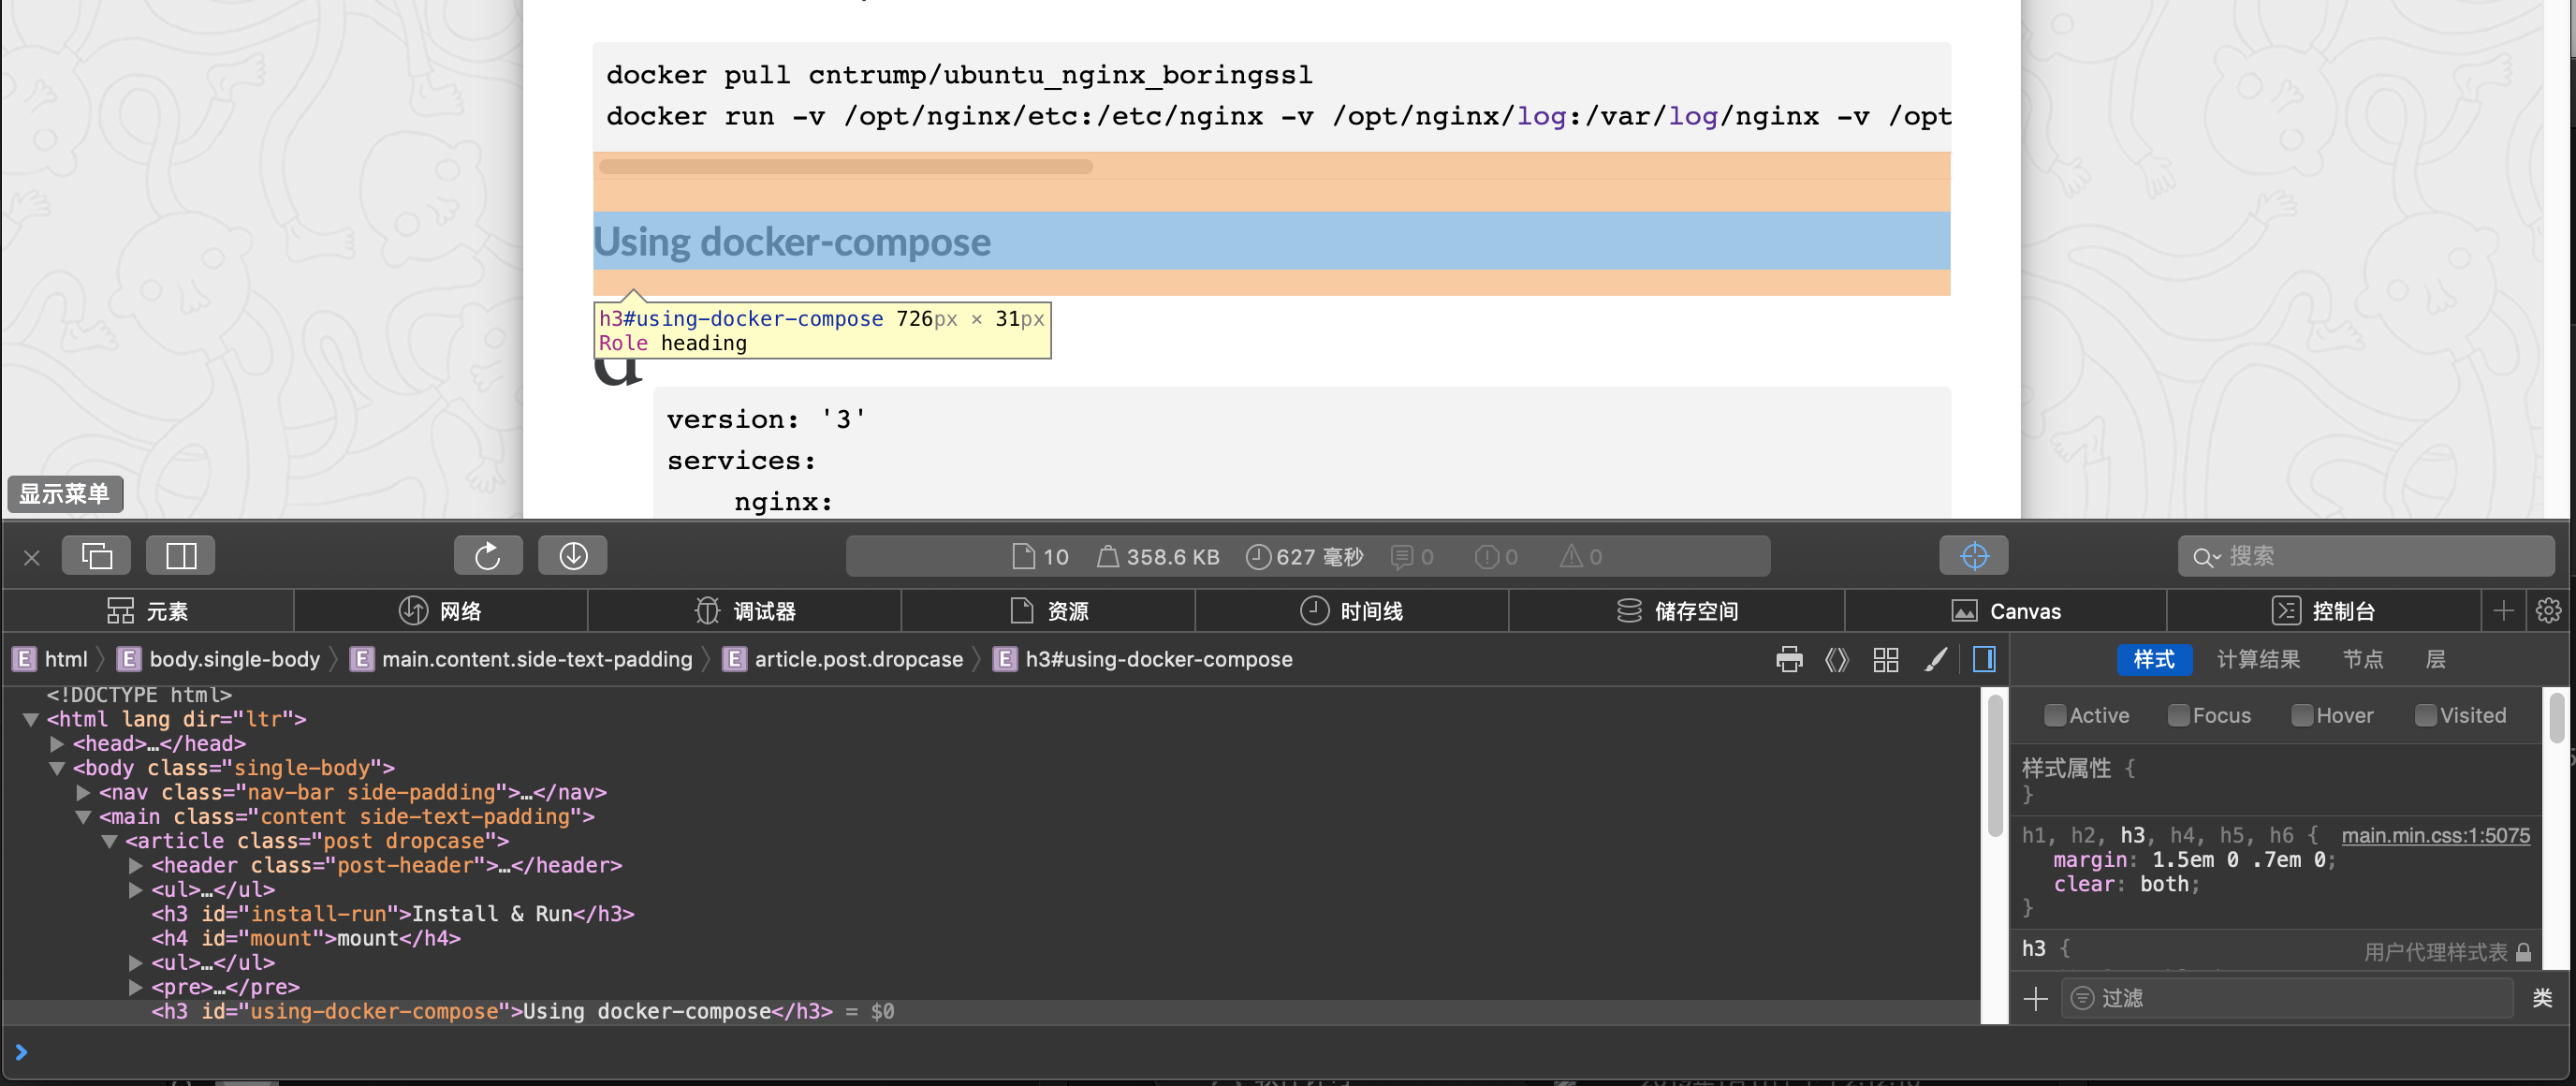 docker pull cntrump/ubuntu_nginx_boringssl
docker run -v /opt/nginx/etc:/etc/nginx -v /opt/nginx/log:/var/log/nginx -v /opt
Using docker-compose
h3#using-docker-compose 726px × 31px
Role heading
version: '3'
services:
nginx:
显示菜单
10 358.6 KB 627 毫秒 0 0 0
搜索
元素 网络 调试器 资源 时间线 储存空间 Canvas 控制台
E html E body.single-body E main.content.side-text-padding E article.post.dropcase E h3#using-docker-compose
样式 计算结果 节点 层
<!DOCTYPE html>
<html lang dir="ltr">
<head>…</head>
<body class="single-body">
<nav class="nav-bar side-padding">…</nav>
<main class="content side-text-padding">
<article class="post dropcase">
<header class="post-header">…</header>
<ul>…</ul>
<h3 id="install-run">Install & Run</h3>
<h4 id="mount">mount</h4>
<ul>…</ul>
<pre>…</pre>
<h3 id="using-docker-compose">Using docker-compose</h3> = $0
Active Focus Hover Visited
样式属性 {
}
h1, h2, h3, h4, h5, h6 { main.min.css:1:5075
margin: 1.5em 0 .7em 0;
clear: both;
}
h3 { 用户代理样式表
过滤 类